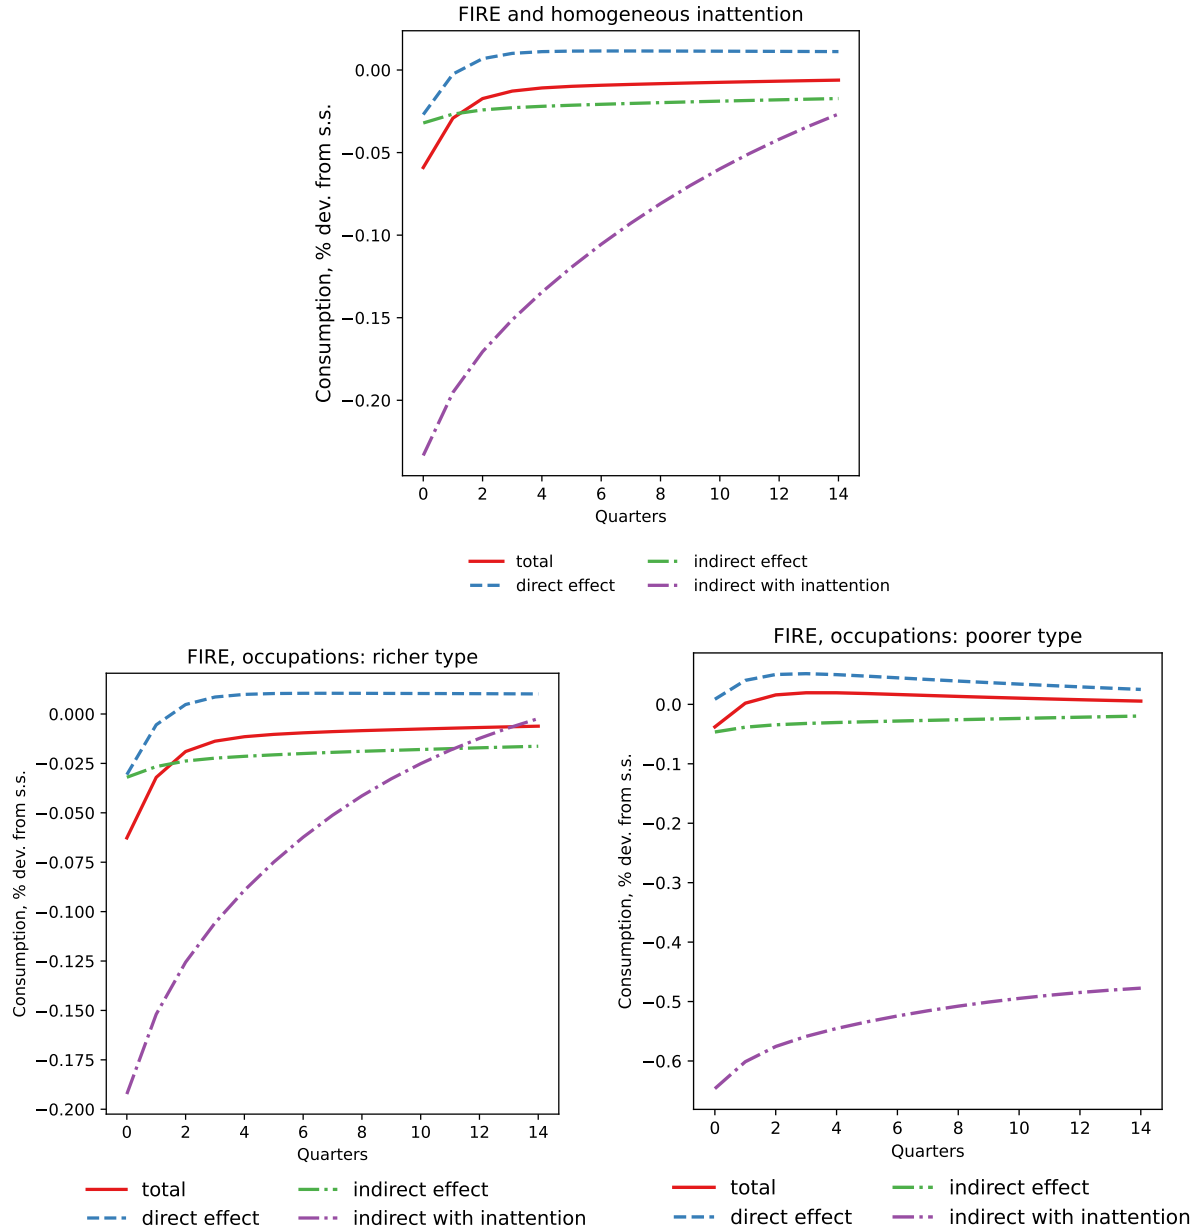 FIRE and homogeneous inattention
Consumption, % dev. from s.s.
0.00
−0.05
−0.10
−0.15
−0.20
0 2 4 6 8 10 12 14
Quarters
total
direct effect
indirect effect
indirect with inattention
FIRE, occupations: richer type
Consumption, % dev. from s.s.
0.000
−0.025
−0.050
−0.075
−0.100
−0.125
−0.150
−0.175
−0.200
0 2 4 6 8 10 12 14
Quarters
total
direct effect
indirect effect
indirect with inattention
FIRE, occupations: poorer type
Consumption, % dev. from s.s.
0.0
−0.1
−0.2
−0.3
−0.4
−0.5
−0.6
0 2 4 6 8 10 12 14
Quarters
total
direct effect
indirect effect
indirect with inattention